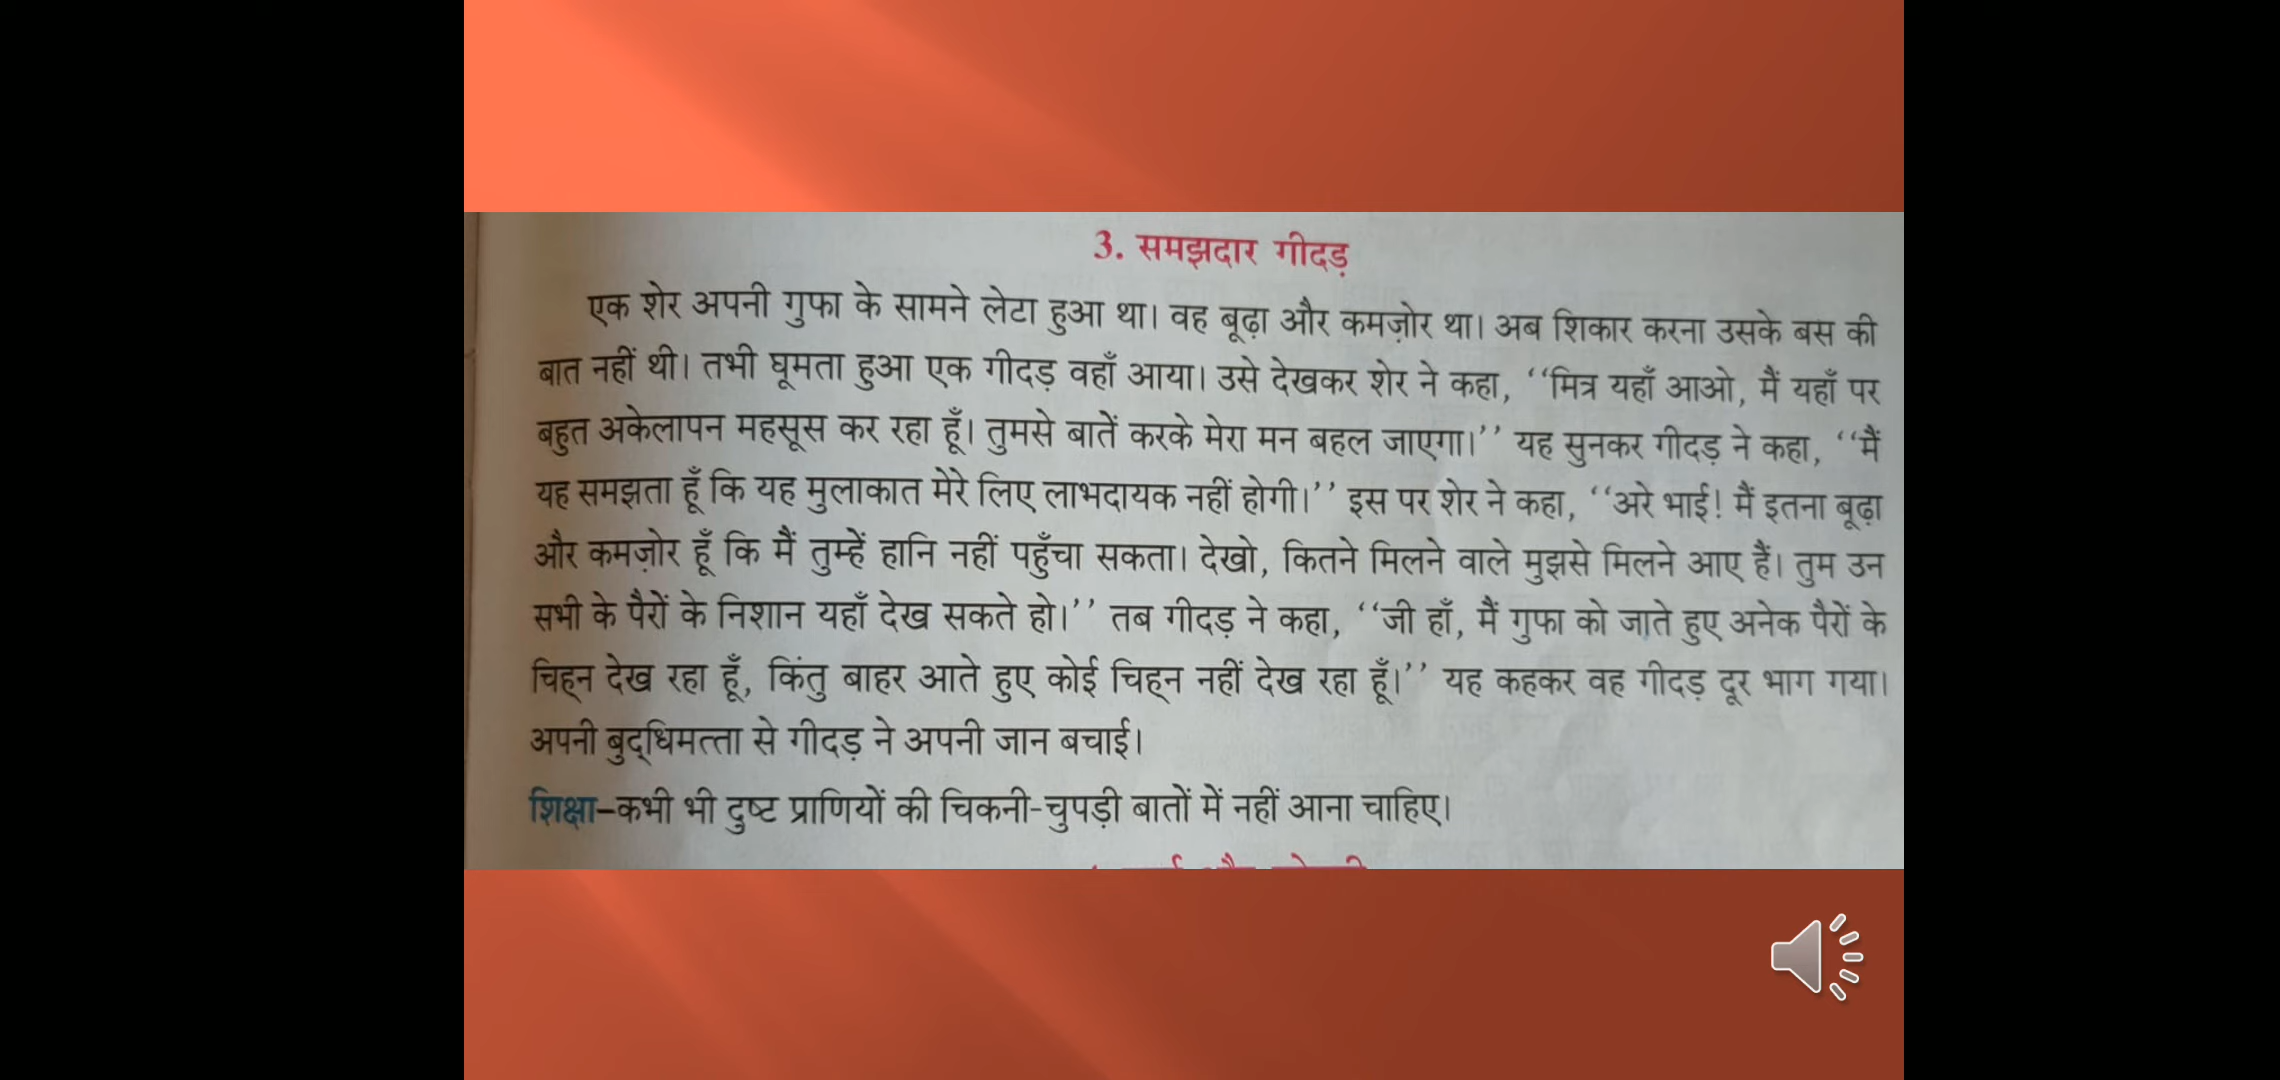 3. समझदार गीदड़
एक शेर अपनी गुफा के सामने लेटा हुआ था। वह बूढ़ा और कमज़ोर था। अब शिकार करना उसके बस की
बात नहीं थी। तभी घूमता हुआ एक गीदड़ वहाँ आया। उसे देखकर शेर ने कहा, ‘‘मित्र यहाँ आओ, मैं यहाँ पर
बहुत अकेलापन महसूस कर रहा हूँ। तुमसे बातें करके मेरा मन बहल जाएगा।’’ यह सुनकर गीदड़ ने कहा, ‘‘मैं
यह समझता हूँ कि यह मुलाकात मेरे लिए लाभदायक नहीं होगी।’’ इस पर शेर ने कहा, ‘‘अरे भाई! मैं इतना बूढ़ा
और कमज़ोर हूँ कि मैं तुम्हें हानि नहीं पहुँचा सकता। देखो, कितने मिलने वाले मुझसे मिलने आए हैं। तुम उन
सभी के पैरों के निशान यहाँ देख सकते हो।’’ तब गीदड़ ने कहा, ‘‘जी हाँ, मैं गुफा को जाते हुए अनेक पैरों के
चिह्न देख रहा हूँ, किंतु बाहर आते हुए कोई चिह्न नहीं देख रहा हूँ।’’ यह कहकर वह गीदड़ दूर भाग गया।
अपनी बुद्धिमत्ता से गीदड़ ने अपनी जान बचाई।
शिक्षा–कभी भी दुष्ट प्राणियों की चिकनी-चुपड़ी बातों में नहीं आना चाहिए।